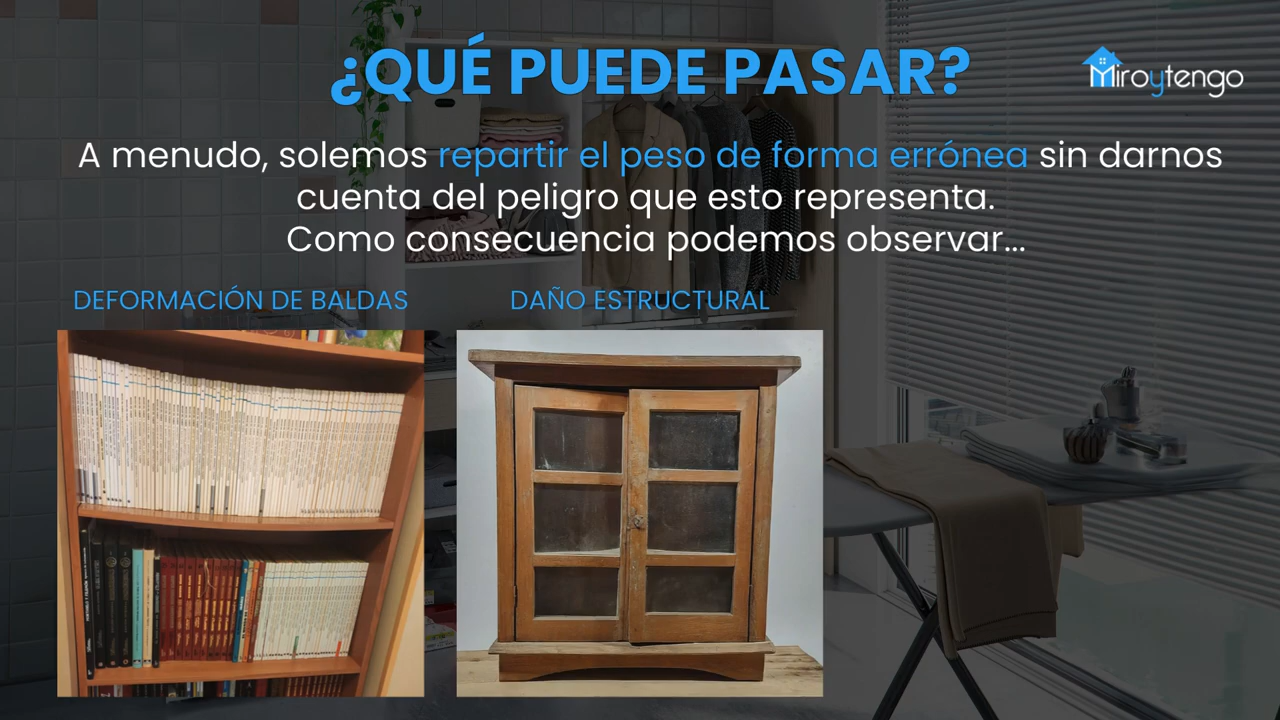 ¿QUÉ PUEDE PASAR?
Miroytengo
A menudo, solemos repartir el peso de forma errónea sin darnos
cuenta del peligro que esto representa.
Como consecuencia podemos observar...
DEFORMACIÓN DE BALDAS
DAÑO ESTRUCTURAL